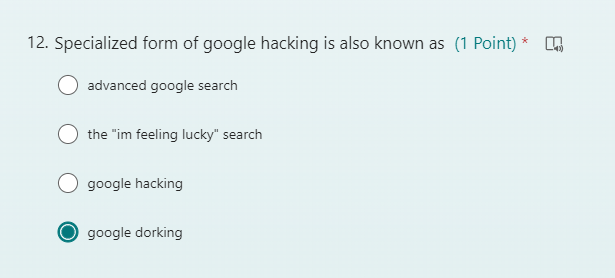 12. Specialized form of google hacking is also known as (1 Point) *
advanced google search
the "im feeling lucky" search
google hacking
google dorking